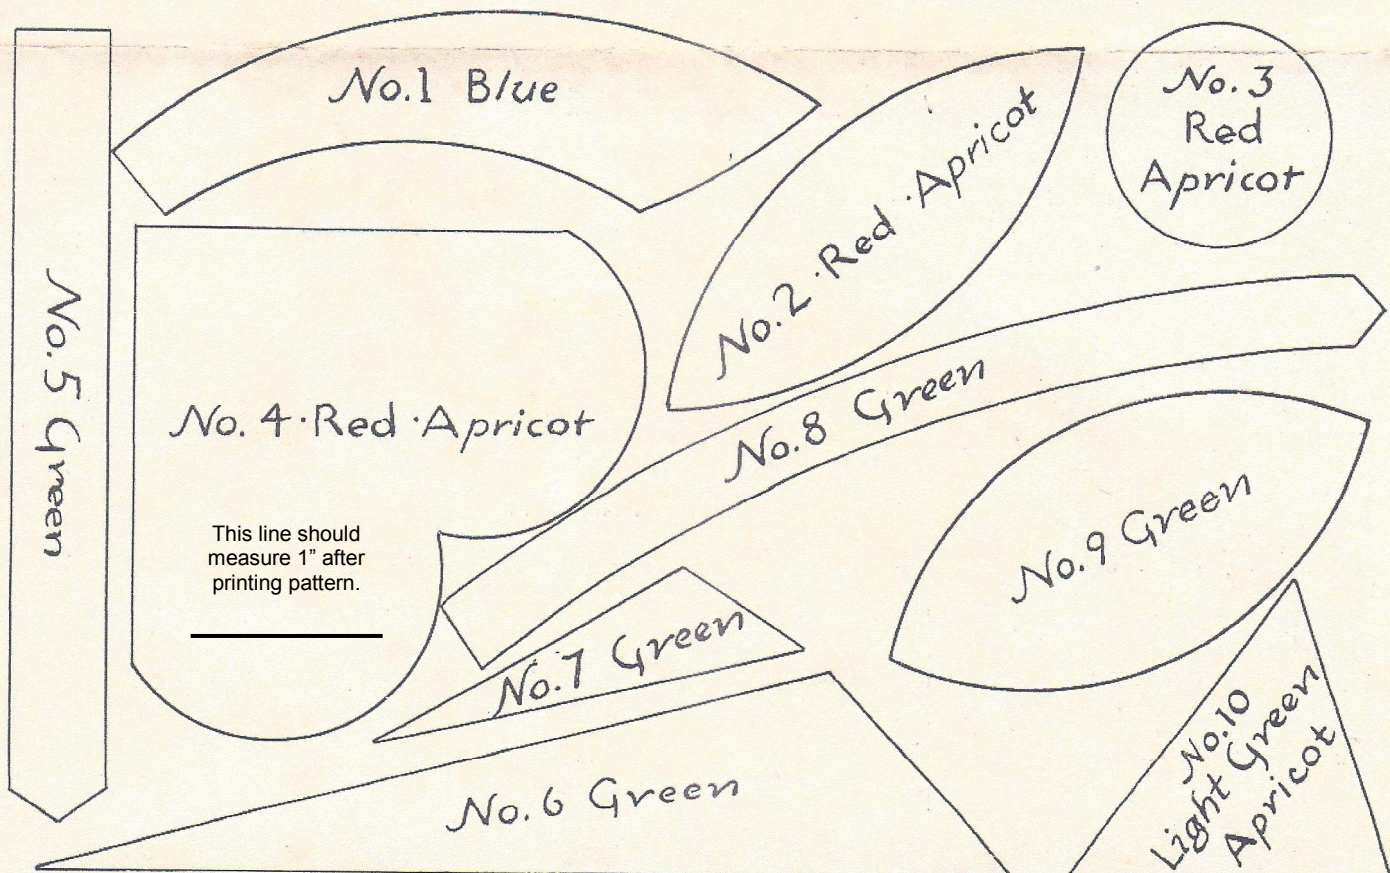 No.1 Blue
No.2 · Red · Apricot
No. 3
Red
Apricot
No. 4 · Red · Apricot
This line should
measure 1” after
printing pattern.
No. 5 Green
No. 8 Green
No. 9 Green
No. 7 Green
No. 6 Green
No. 10
Light Green
Apricot